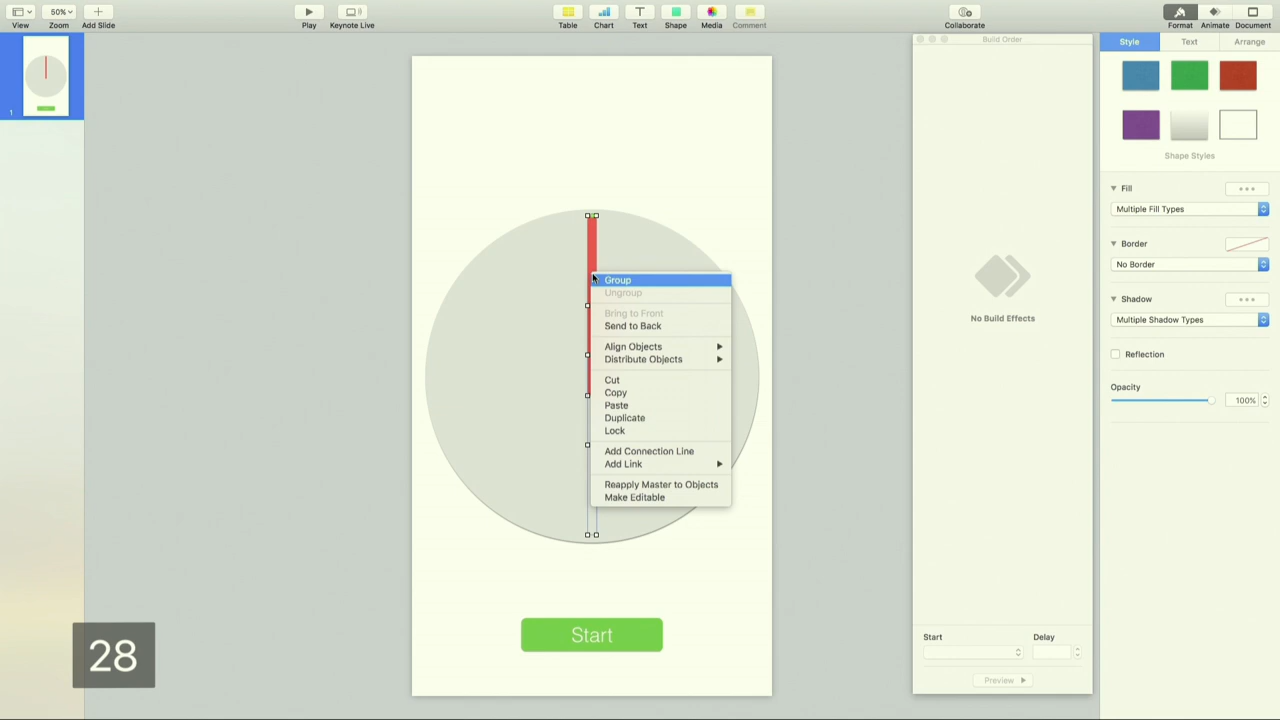 50%
View
Zoom
Add Slide
Play
Keynote Live
Table
Chart
Text
Shape
Media
Comment
Collaborate
Format
Animate
Document
1
Group
Ungroup
Bring to Front
Send to Back
Align Objects
Distribute Objects
Cut
Copy
Paste
Duplicate
Lock
Add Connection Line
Add Link
Reapply Master to Objects
Make Editable
Start
28
Build Order
No Build Effects
Start
Delay
Preview
Style
Text
Arrange
Shape Styles
Fill
Multiple Fill Types
Border
No Border
Shadow
Multiple Shadow Types
Reflection
Opacity
100%